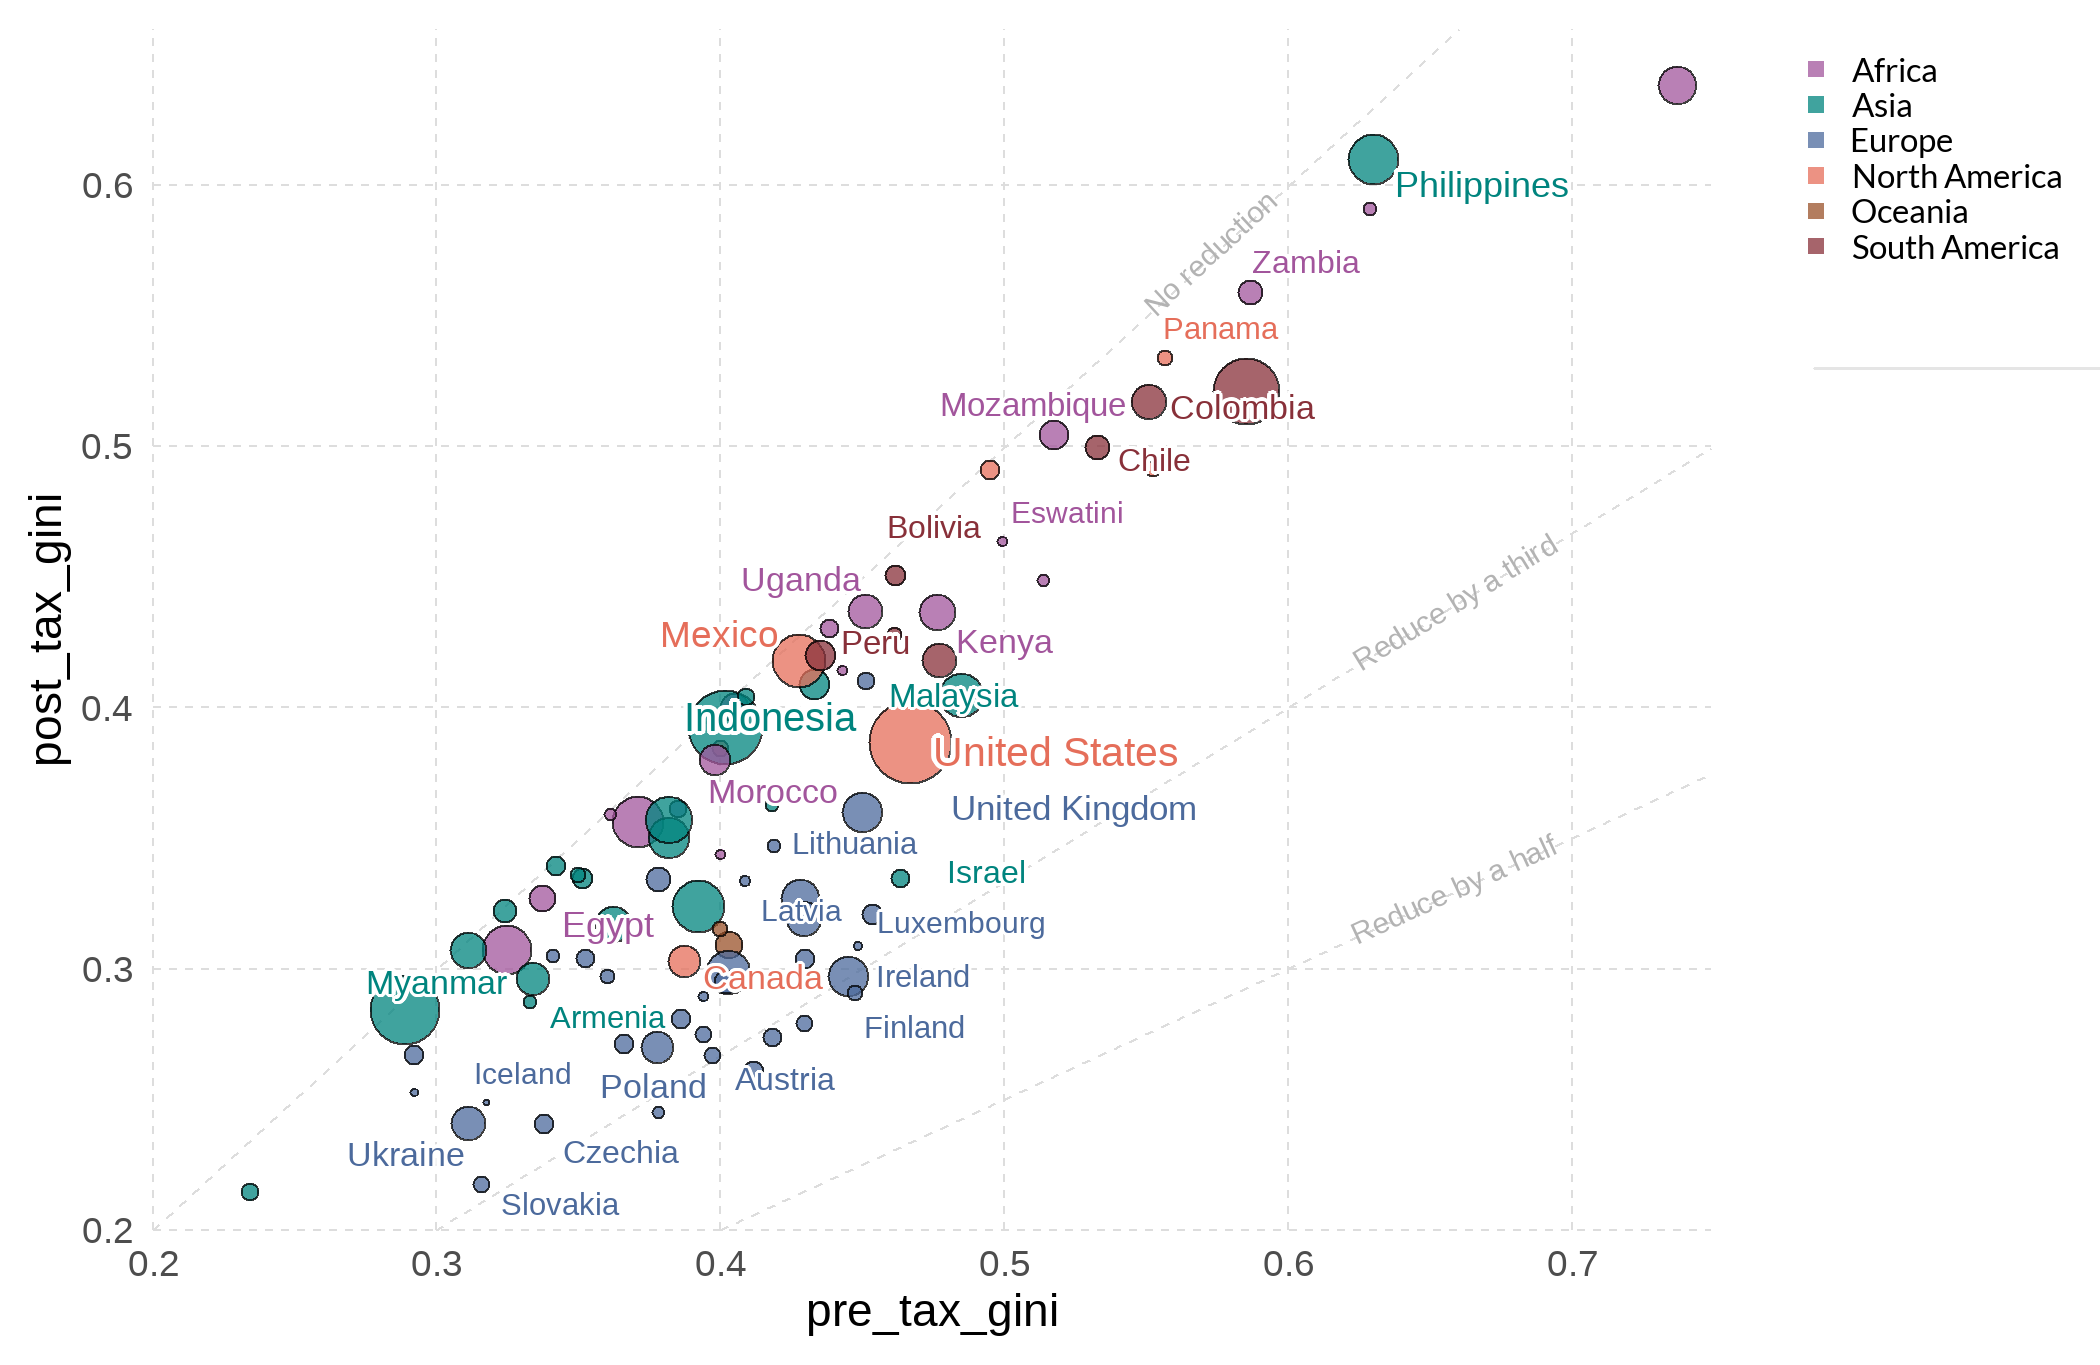 Africa
Asia
Europe
North America
Oceania
South America
0.6
Philippines
No reduction
Zambia
Panama
Mozambique
Colombia
0.5
Chile
Eswatini
Bolivia
Reduce by a third
Uganda
Mexico
Peru
Kenya
Malaysia
0.4
Indonesia
United States
Morocco
United Kingdom
Lithuania
Israel
Reduce by a half
Latvia
Luxembourg
Egypt
0.3
Myanmar
Canada
Ireland
Armenia
Finland
Iceland
Poland
Austria
Ukraine
Czechia
Slovakia
0.2
post_tax_gini
0.2 0.3 0.4 0.5 0.6 0.7
pre_tax_gini